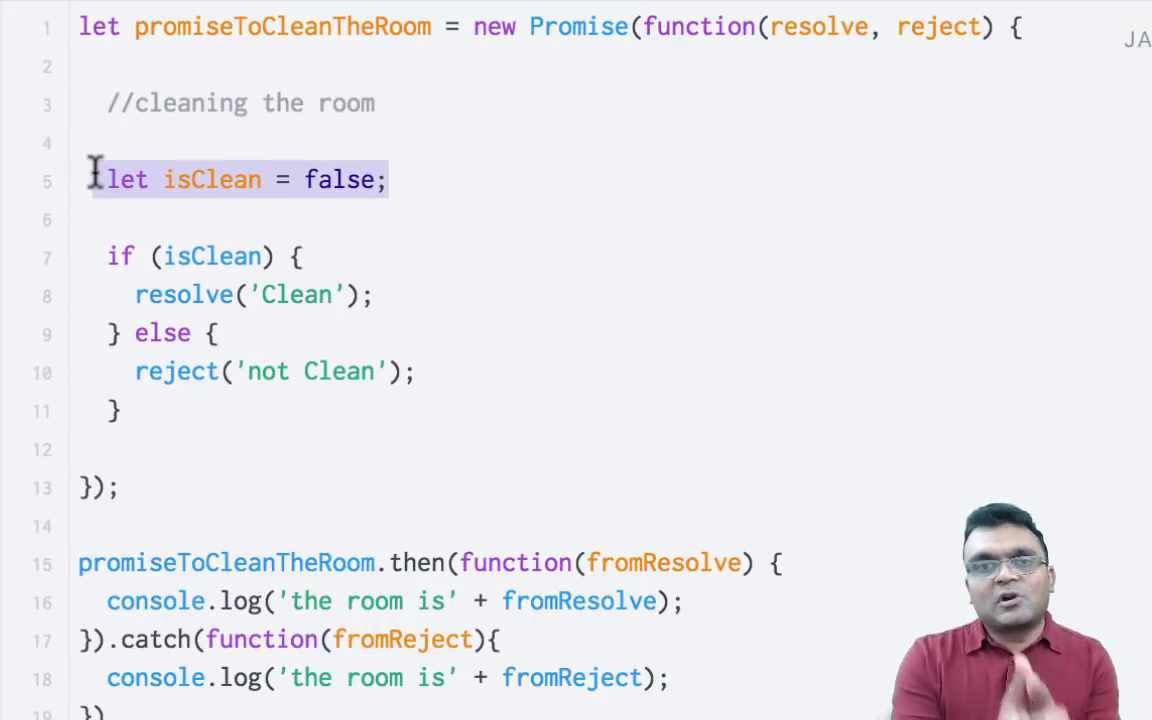 1 let promiseToCleanTheRoom = new Promise(function(resolve, reject) {
JA
2
3 //cleaning the room
4
5 let isClean = false;
6
7 if (isClean) {
8 resolve('Clean');
9 } else {
10 reject('not Clean');
11 }
12
13 });
14
15 promiseToCleanTheRoom.then(function(fromResolve) {
16 console.log('the room is' + fromResolve);
17 }).catch(function(fromReject){
18 console.log('the room is' + fromReject);
19 })